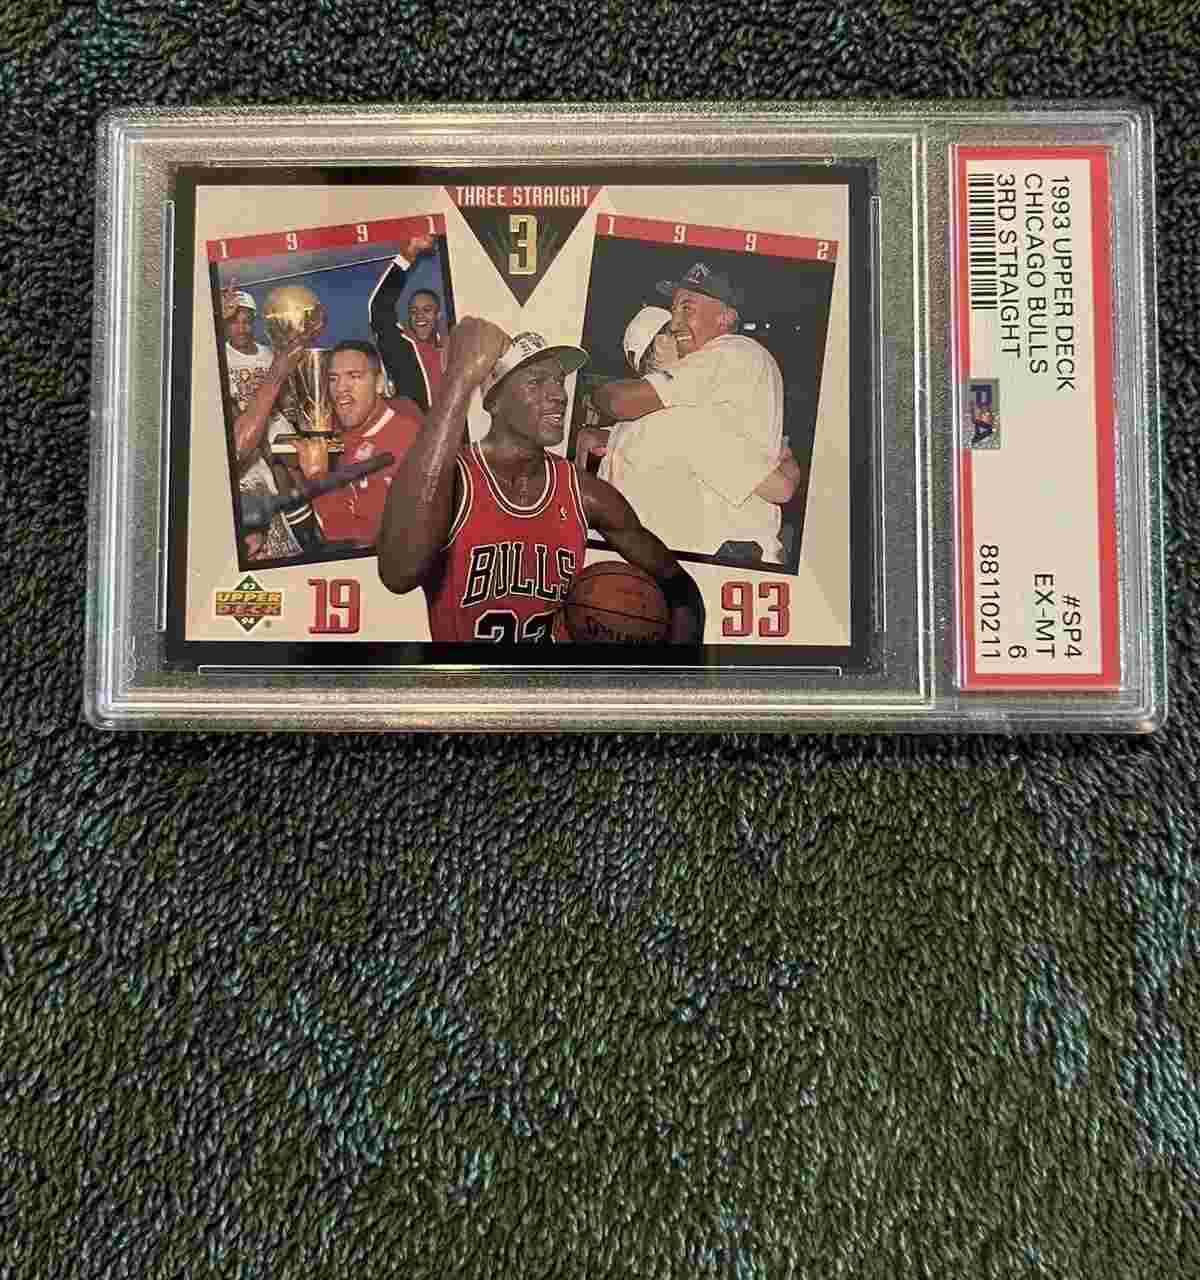 THREE STRAIGHT
3
1 9 9 1
1 9 9 2
BULLS
23
SPALDING
93
UPPER
DECK
94
19
93
1993 UPPER DECK
CHICAGO BULLS
3RD STRAIGHT
#SP4
EX-MT
6
88110211
PSA